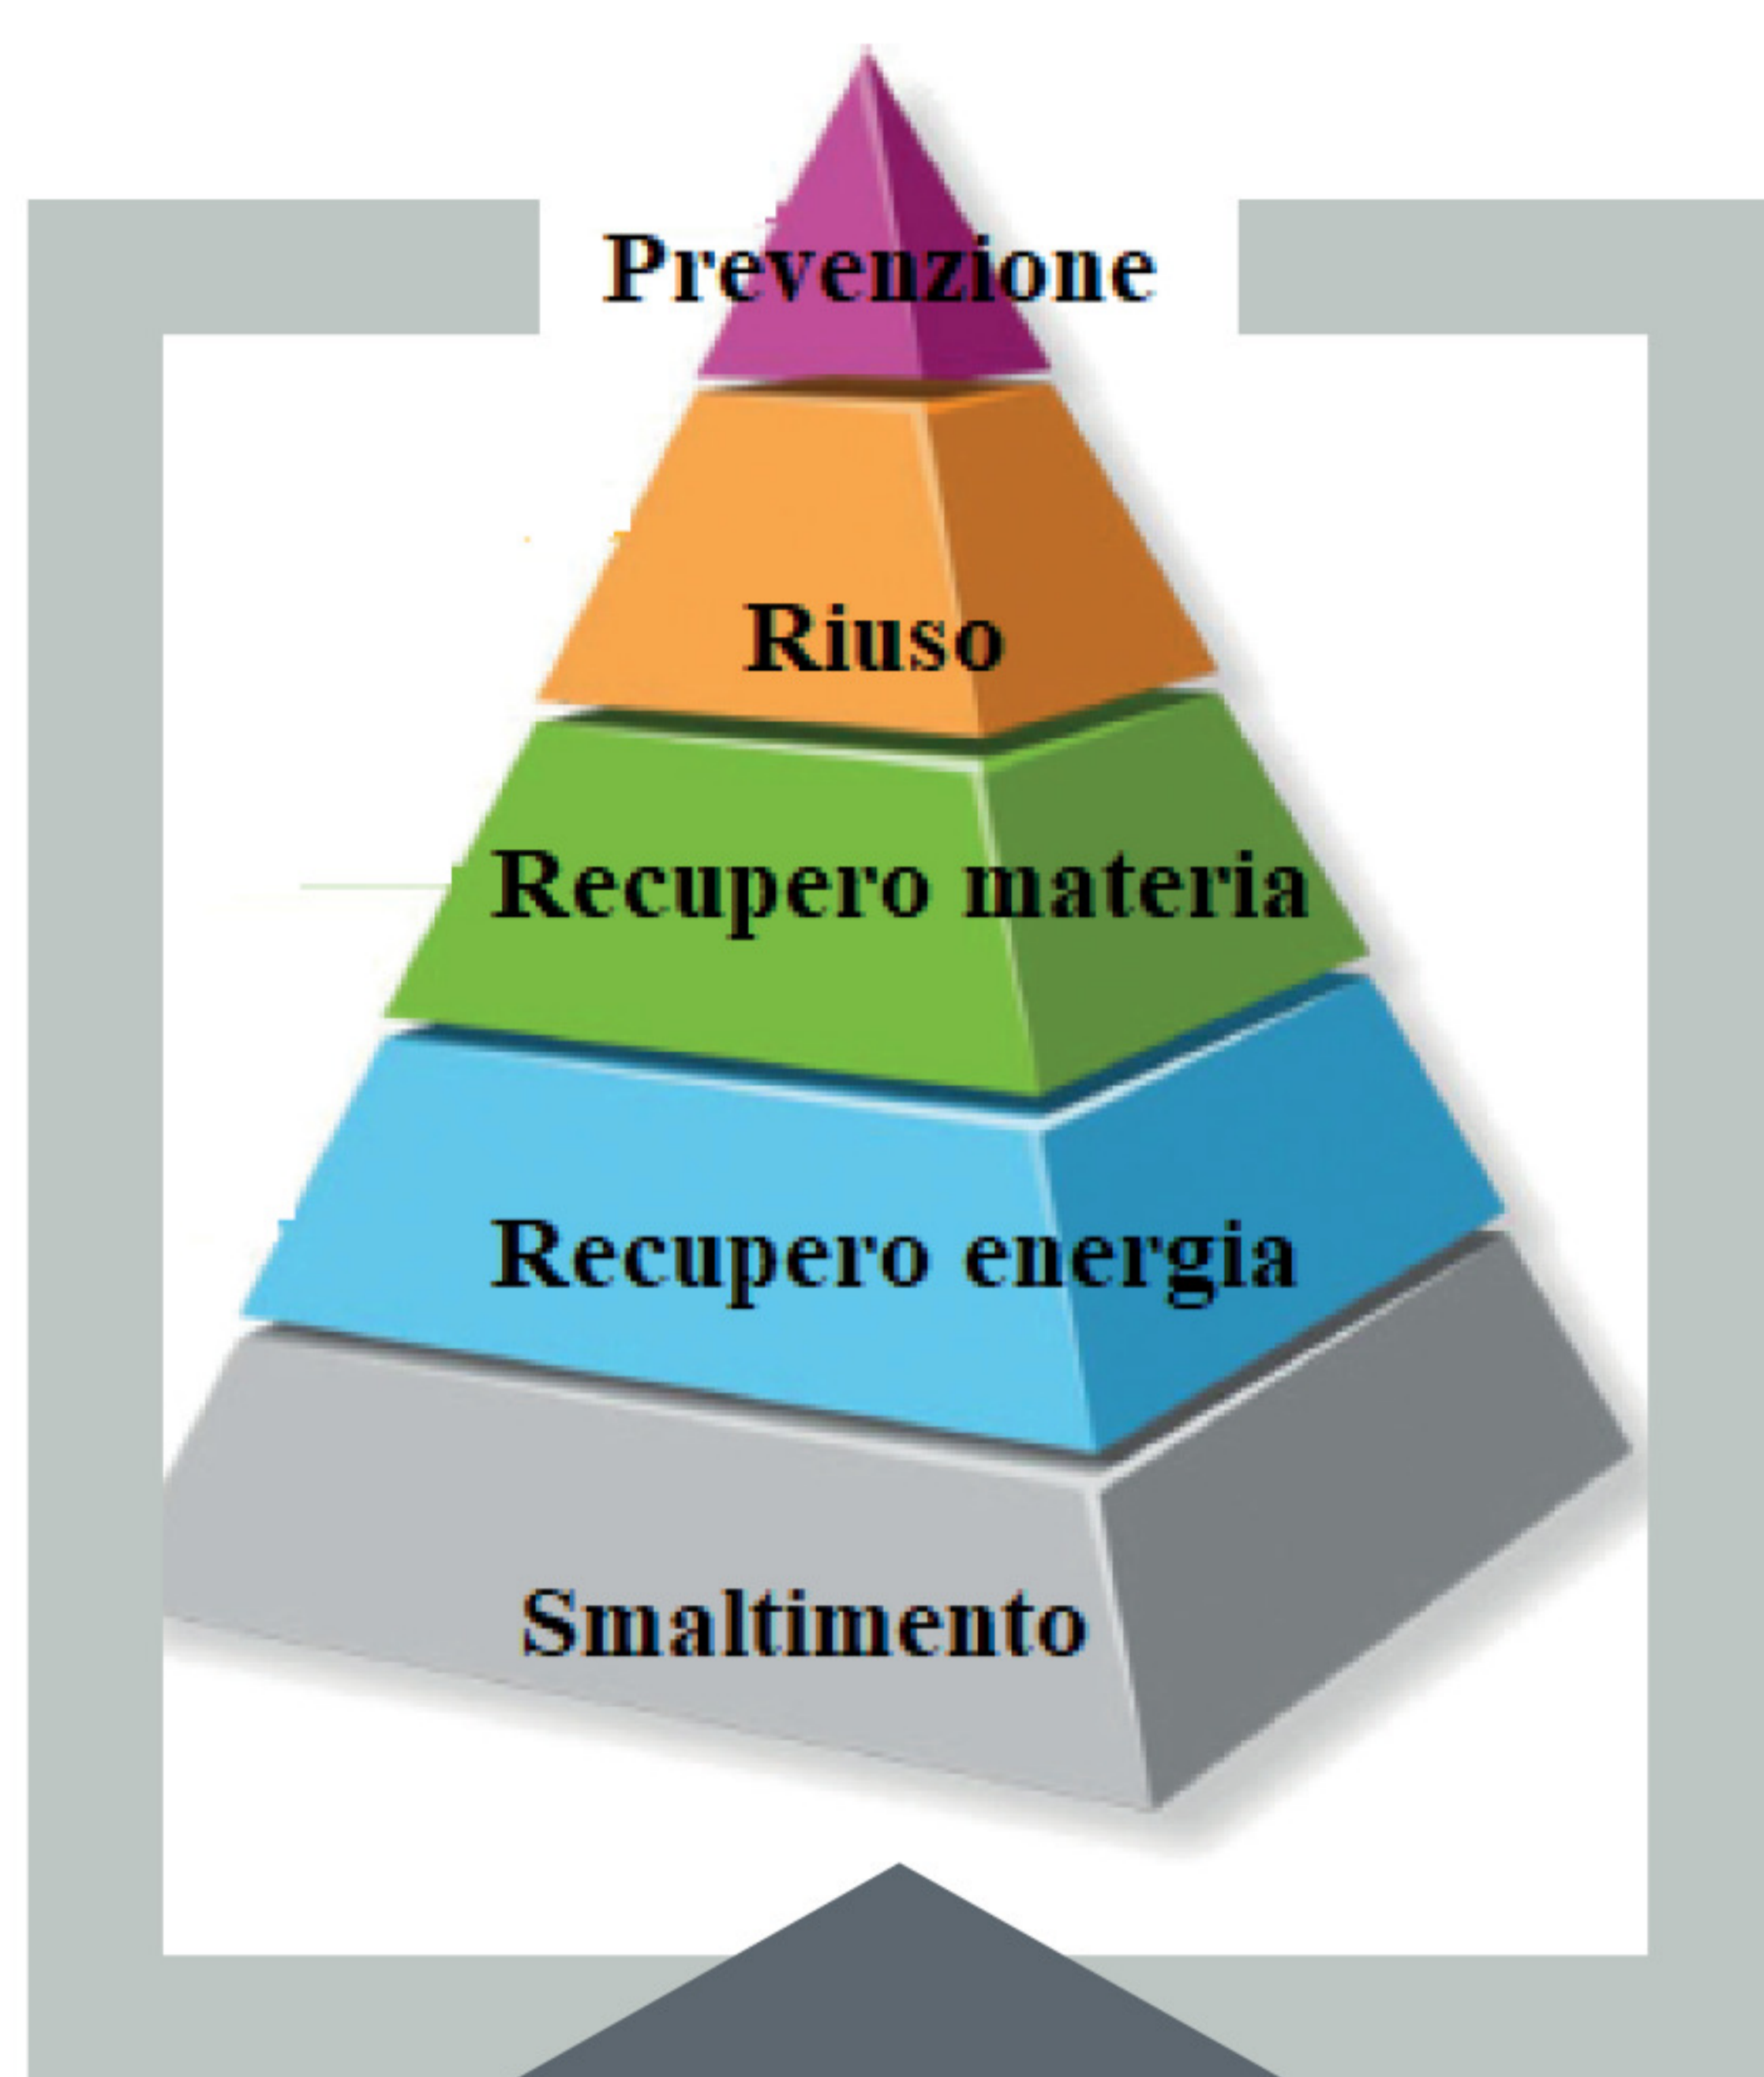 Prevenzione
Riuso
Recupero materia
Recupero energia
Smaltimento